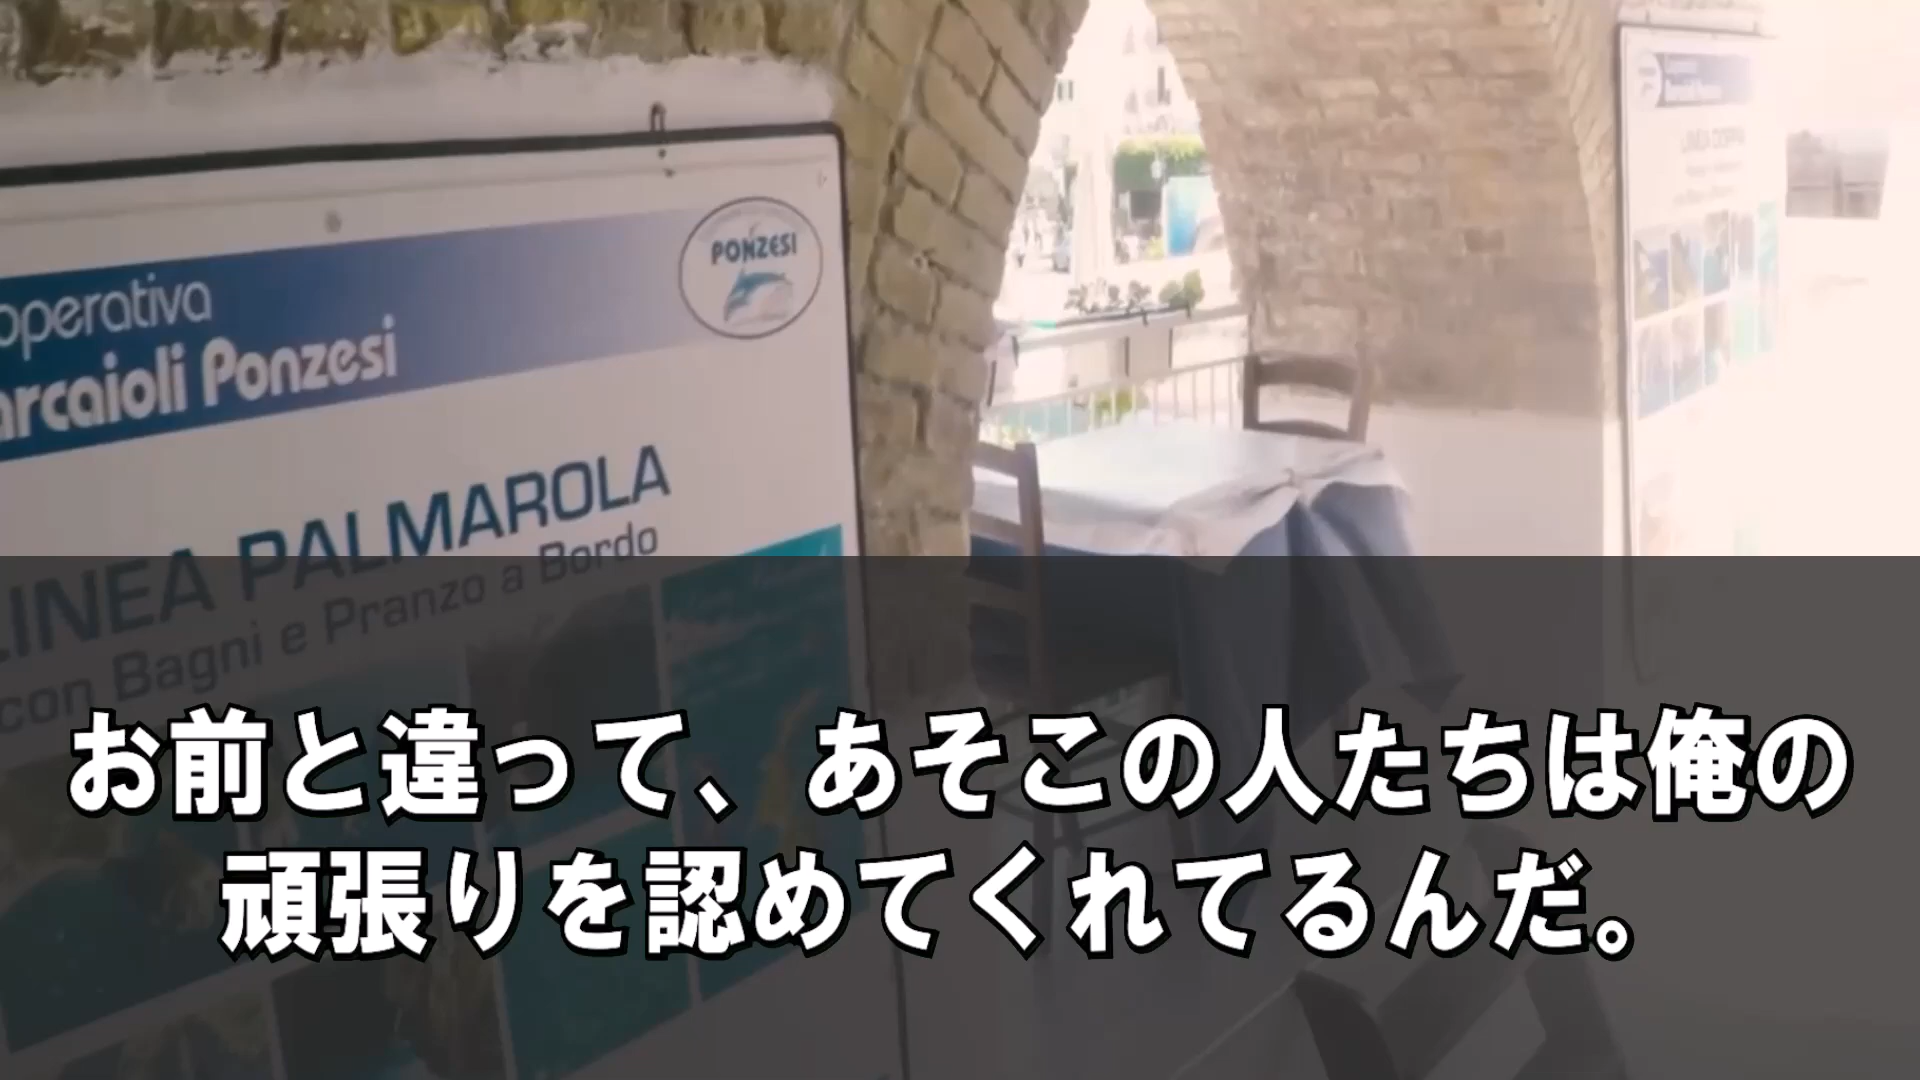 PONZESI
operativa
arcaioli Ponzesi
LINEA PALMAROLA
con Bagni e Pranzo a Bordo
お前と違って、あそこの人たちは俺の
頑張りを認めてくれてるんだ。